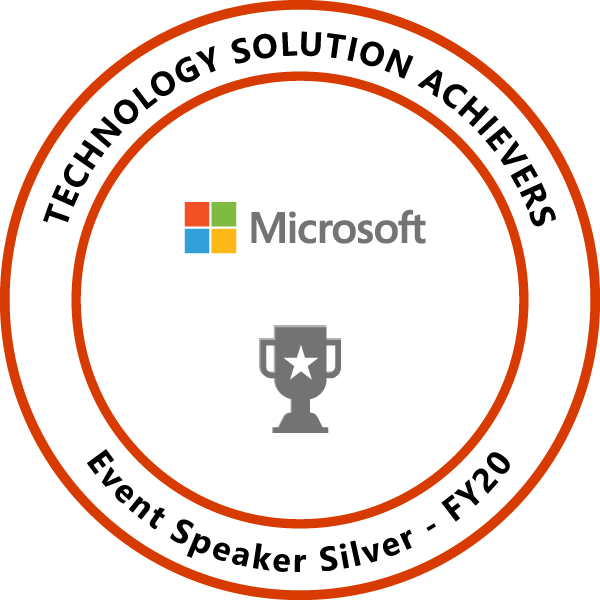 TECHNOLOGY SOLUTION ACHIEVERS
Microsoft
Event Speaker Silver - FY20